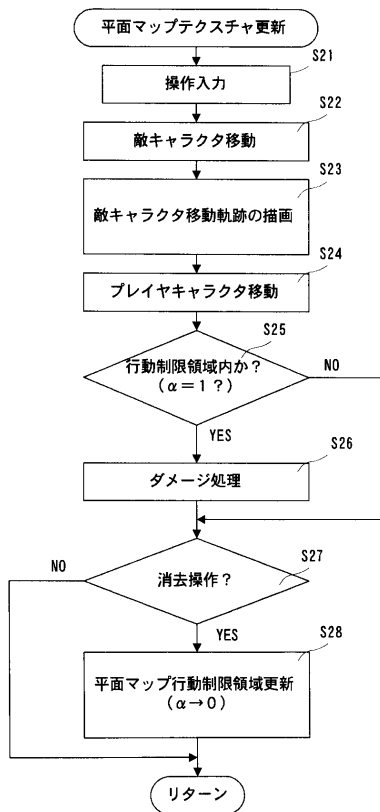 平面マップテクスチャ更新
S21
操作入力
S22
敵キャラクタ移動
S23
敵キャラクタ移動軌跡の描画
S24
プレイヤキャラクタ移動
S25
行動制限領域内か?
(α=1?)
NO
YES
S26
ダメージ処理
NO
S27
消去操作?
YES
S28
平面マップ行動制限領域更新
(α→0)
リターン